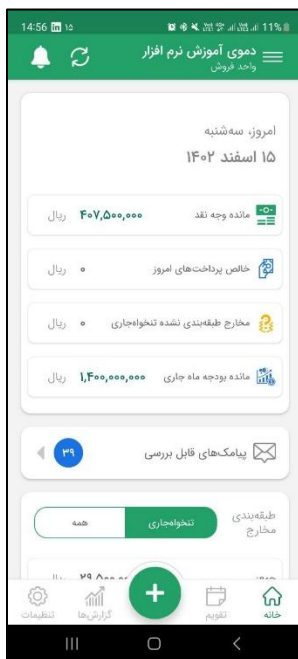 14:56 ۱۵ 11%
دموی آموزش نرم افزار
واحد فروش
امروز، سه‌شنبه
۱۵ اسفند ۱۴۰۲
مانده وجه نقد ۴۰۷,۵۰۰,۰۰۰ ریال
خالص پرداخت‌های امروز ۰ ریال
مخارج طبقه‌بندی نشده تنخواه‌جاری ۰ ریال
مانده بودجه ماه جاری ۱,۴۰۰,۰۰۰,۰۰۰ ریال
پیامک‌های قابل بررسی ۳۹
طبقه‌بندی مخارج
تنخواه‌جاری همه
خانه تقویم + گزارش‌ها تنظیمات